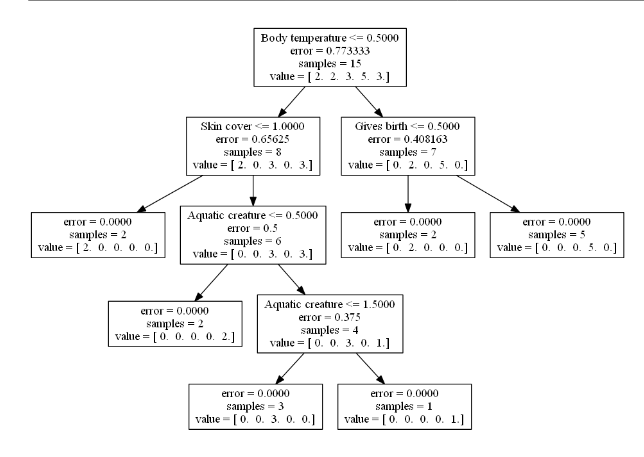 Body temperature <= 0.5000
error = 0.773333
samples = 15
value = [ 2. 2. 3. 5. 3.]
Skin cover <= 1.0000
error = 0.65625
samples = 8
value = [ 2. 0. 3. 0. 3.]
Gives birth <= 0.5000
error = 0.408163
samples = 7
value = [ 0. 2. 0. 5. 0.]
error = 0.0000
samples = 2
value = [ 2. 0. 0. 0. 0.]
Aquatic creature <= 0.5000
error = 0.5
samples = 6
value = [ 0. 0. 3. 0. 3.]
error = 0.0000
samples = 2
value = [ 0. 2. 0. 0. 0.]
error = 0.0000
samples = 5
value = [ 0. 0. 0. 5. 0.]
error = 0.0000
samples = 2
value = [ 0. 0. 0. 0. 2.]
Aquatic creature <= 1.5000
error = 0.375
samples = 4
value = [ 0. 0. 3. 0. 1.]
error = 0.0000
samples = 3
value = [ 0. 0. 3. 0. 0.]
error = 0.0000
samples = 1
value = [ 0. 0. 0. 0. 1.]